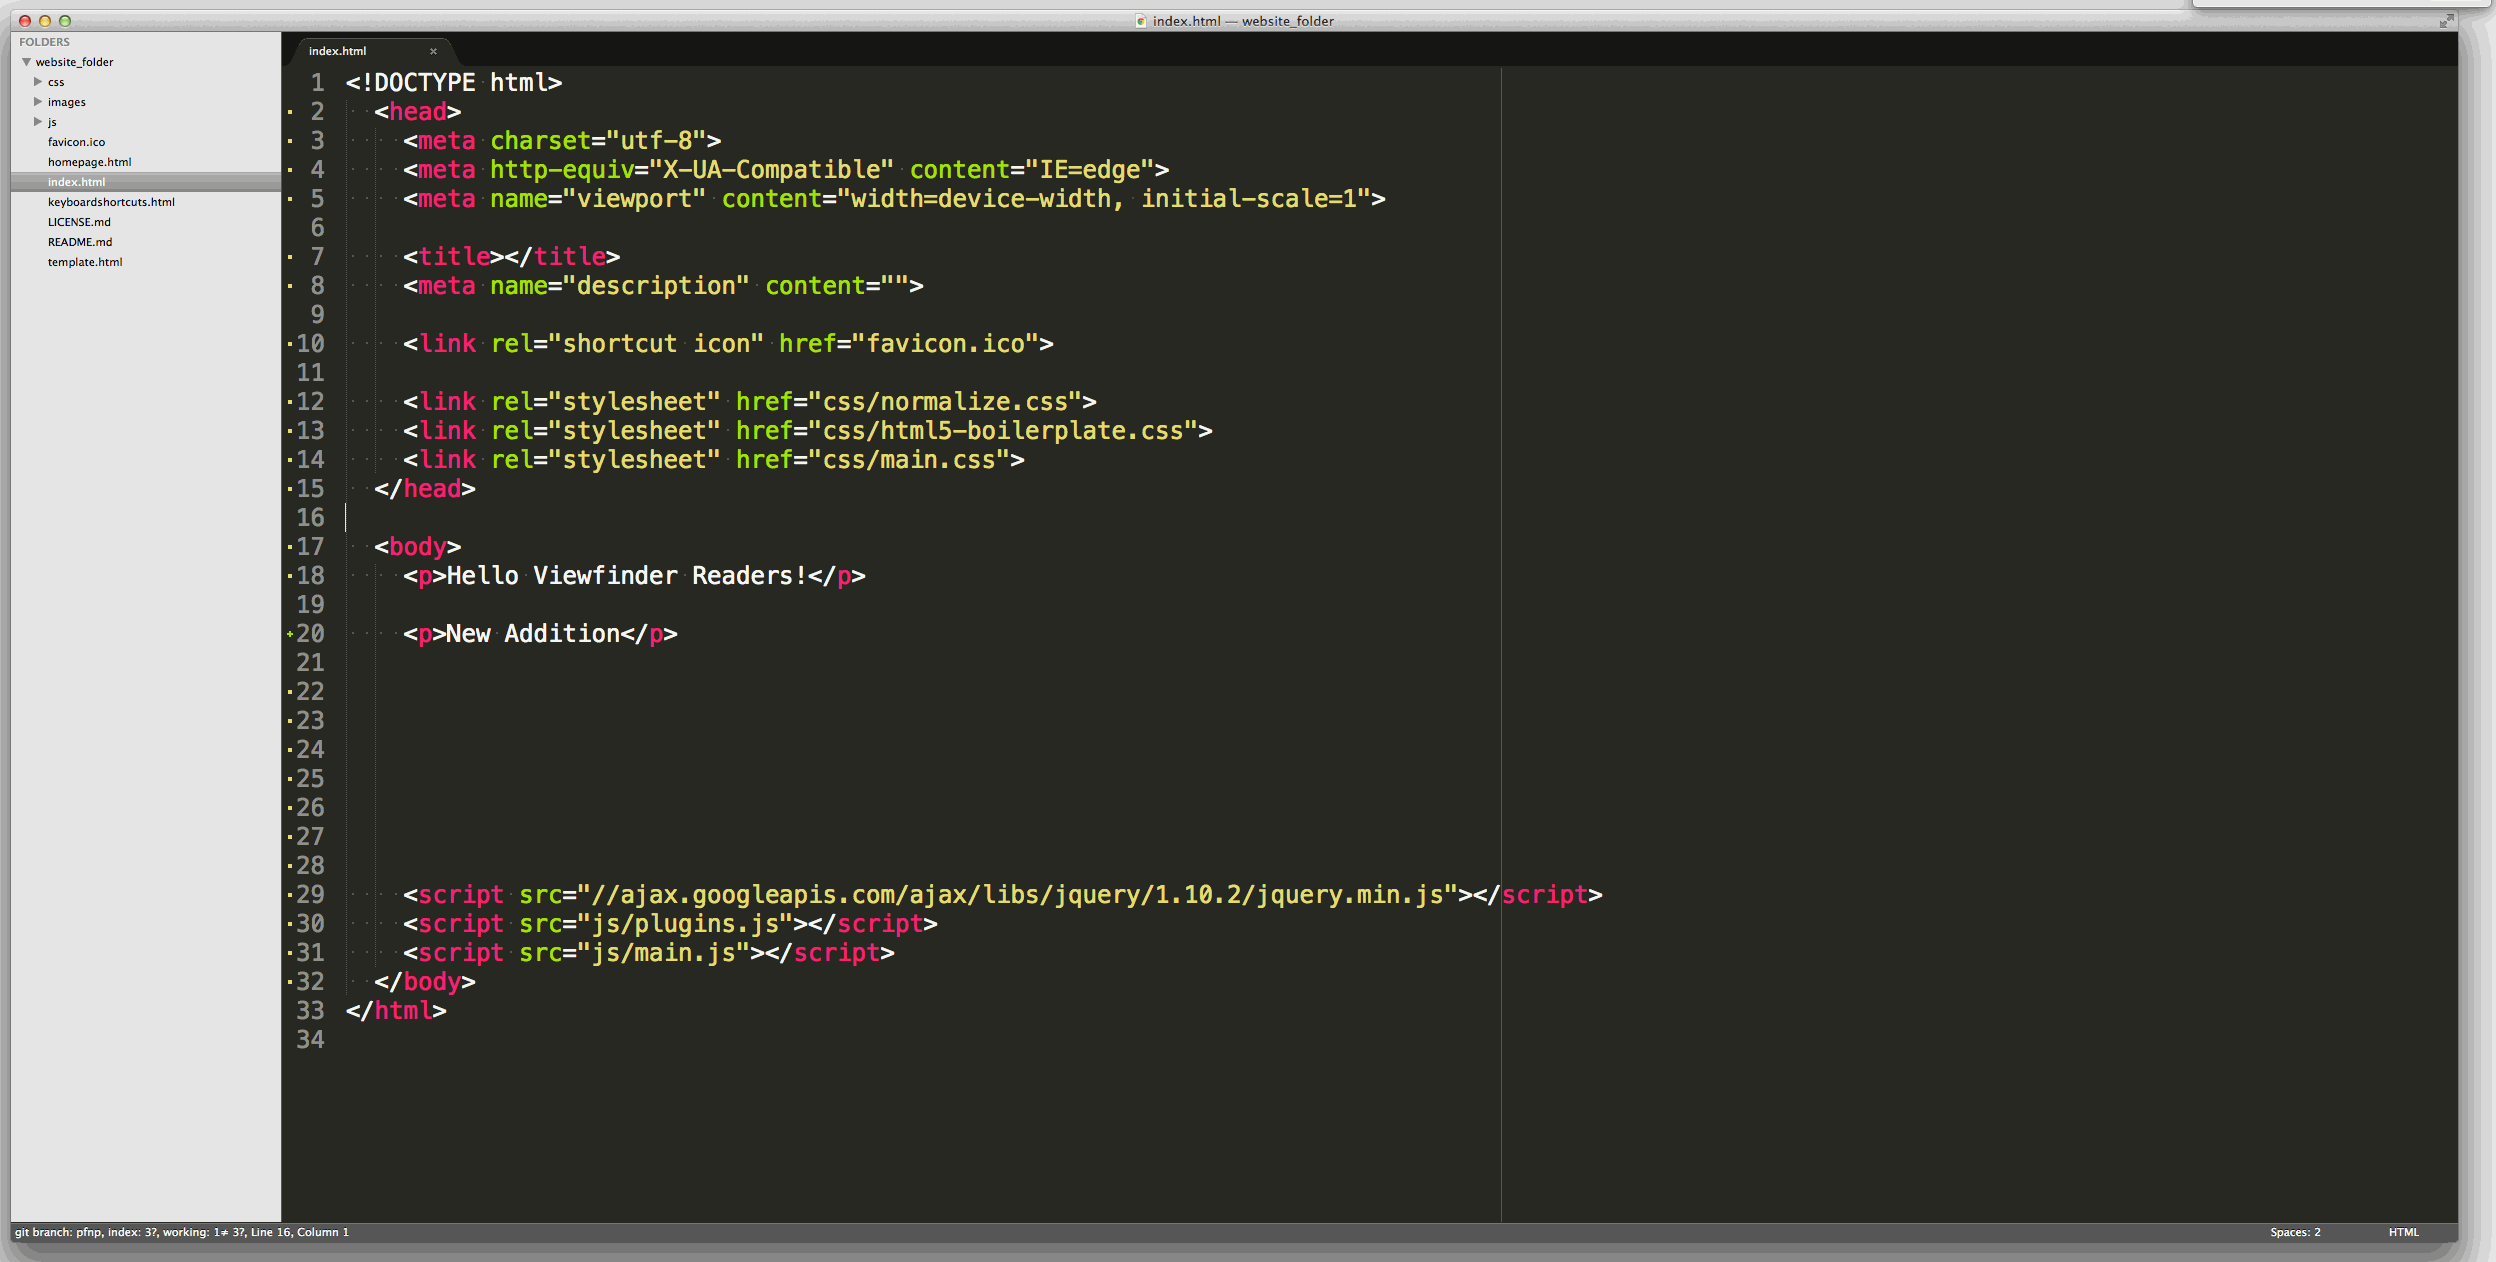 index.html — website_folder
FOLDERS
website_folder
css
images
js
favicon.ico
homepage.html
index.html
keyboardshortcuts.html
LICENSE.md
README.md
template.html
index.html ×
1 <!DOCTYPE html>
2 <head>
3 <meta charset="utf-8">
4 <meta http-equiv="X-UA-Compatible" content="IE=edge">
5 <meta name="viewport" content="width=device-width, initial-scale=1">
6
7 <title></title>
8 <meta name="description" content="">
9
10 <link rel="shortcut icon" href="favicon.ico">
11
12 <link rel="stylesheet" href="css/normalize.css">
13 <link rel="stylesheet" href="css/html5-boilerplate.css">
14 <link rel="stylesheet" href="css/main.css">
15 </head>
16
17 <body>
18 <p>Hello Viewfinder Readers!</p>
19
20 <p>New Addition</p>
21
22
23
24
25
26
27
28
29 <script src="//ajax.googleapis.com/ajax/libs/jquery/1.10.2/jquery.min.js"></script>
30 <script src="js/plugins.js"></script>
31 <script src="js/main.js"></script>
32 </body>
33 </html>
34
git branch: pfnp, index: 3?, working: 1≠ 3?, Line 16, Column 1
Spaces: 2
HTML